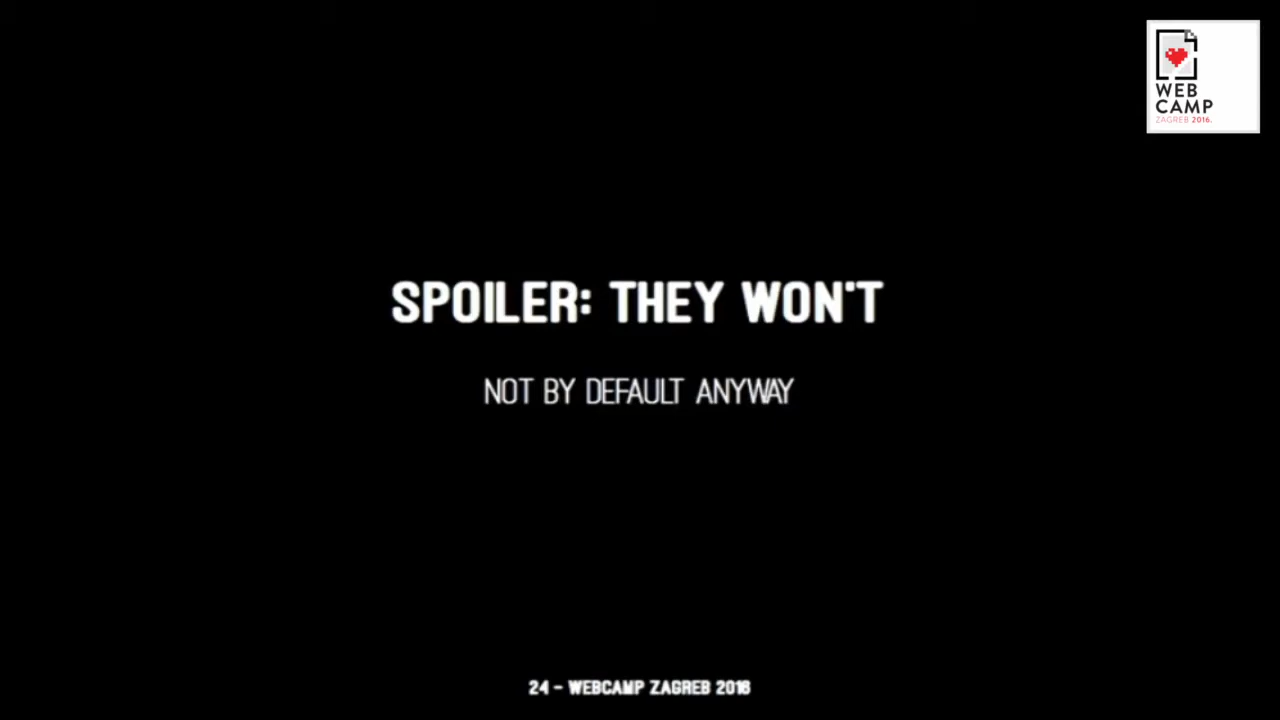 WEB
CAMP
ZAGREB 2016.
SPOILER: THEY WON'T
NOT BY DEFAULT ANYWAY
24 - WEBCAMP ZAGREB 2016